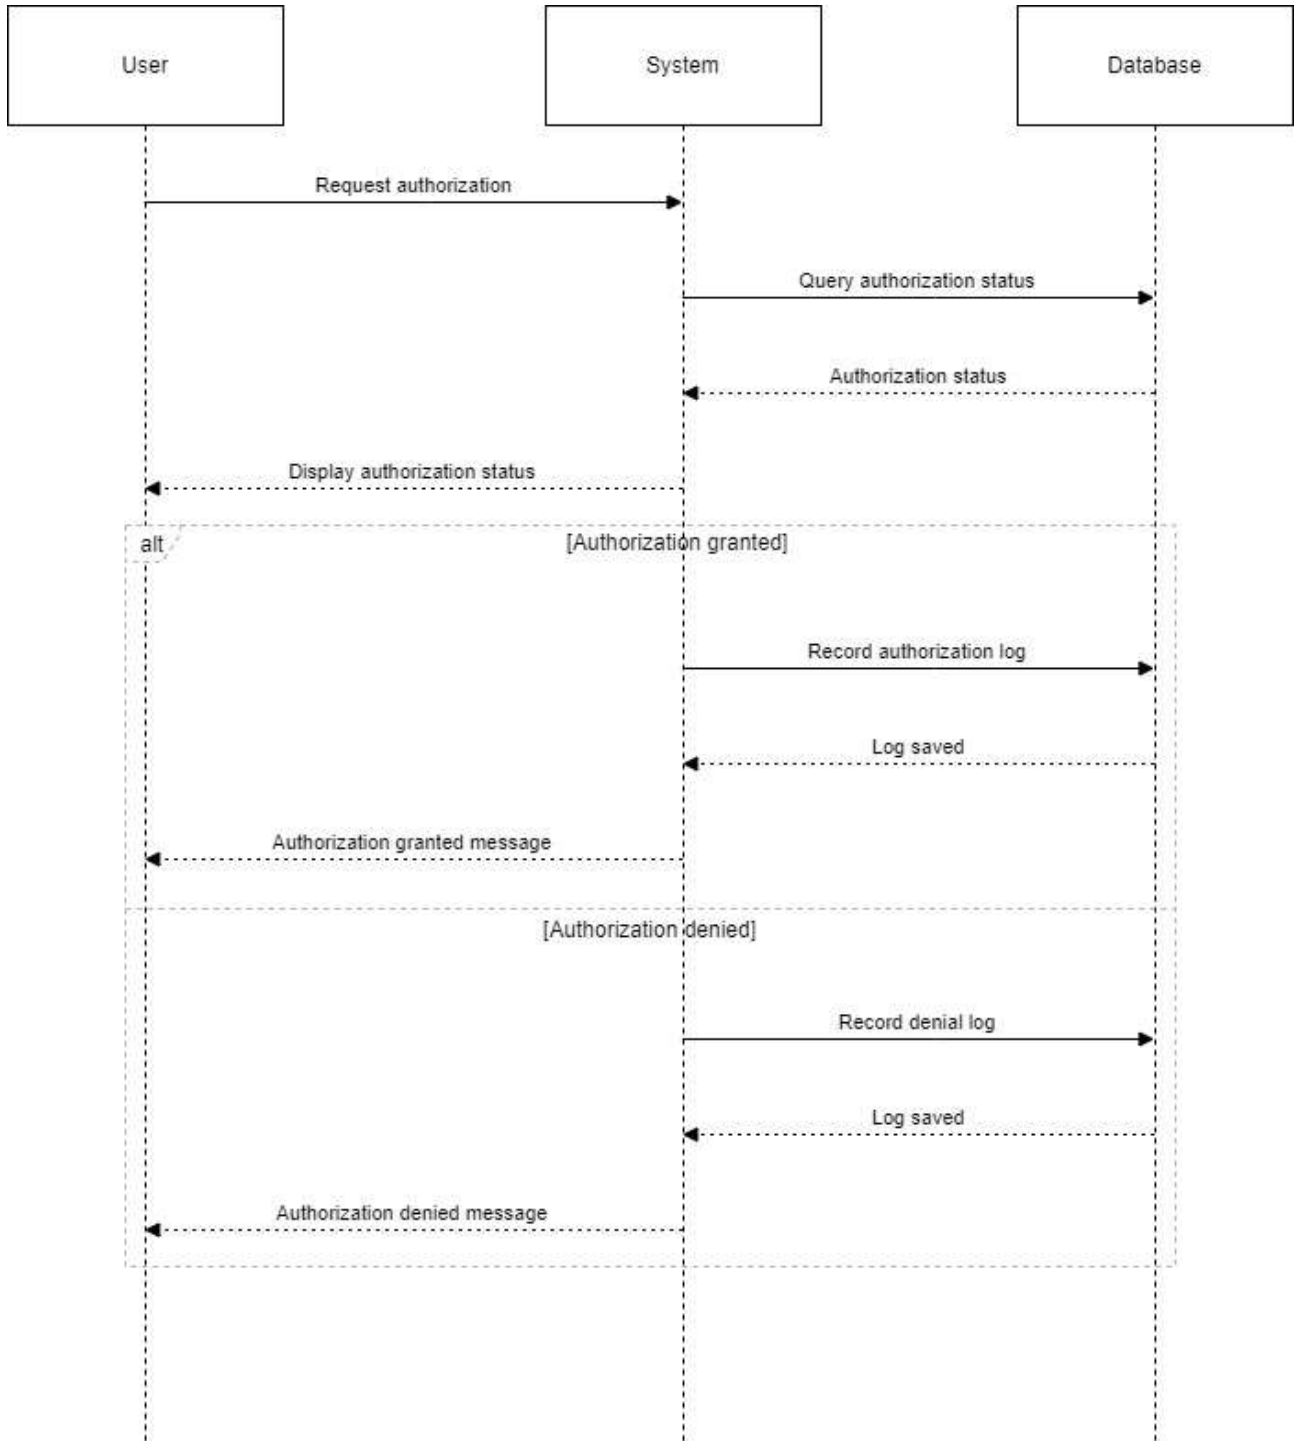 User
System
Database
Request authorization
Query authorization status
Authorization status
Display authorization status
alt
[Authorization granted]
Record authorization log
Log saved
Authorization granted message
[Authorization denied]
Record denial log
Log saved
Authorization denied message